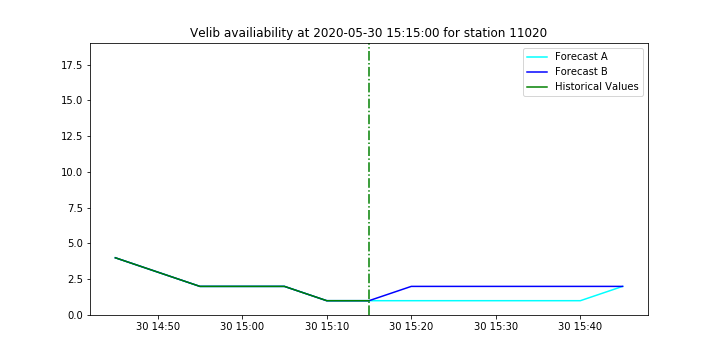 Velib availiability at 2020-05-30 15:15:00 for station 11020
Forecast A
Forecast B
Historical Values
17.5
15.0
12.5
10.0
7.5
5.0
2.5
0.0
30 14:50 30 15:00 30 15:10 30 15:20 30 15:30 30 15:40